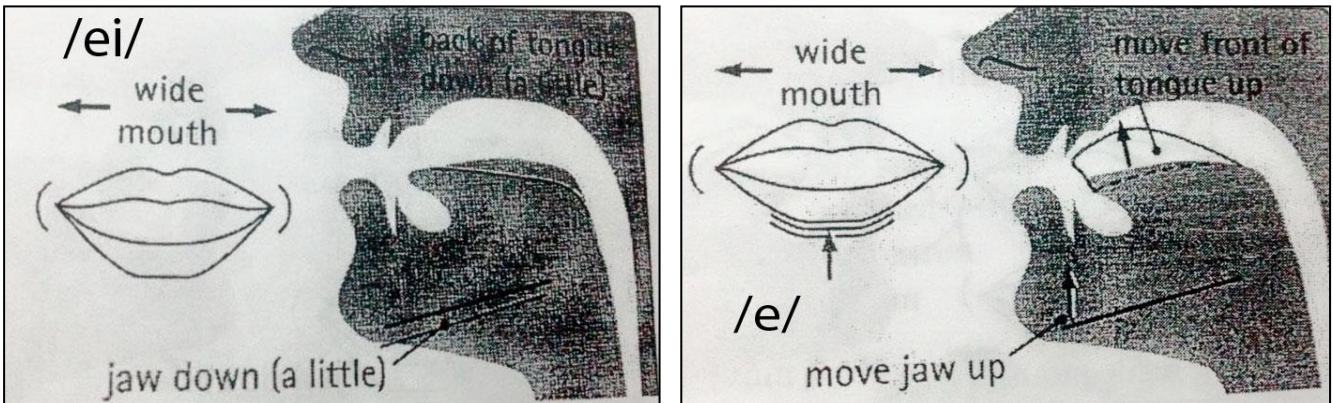 /ei/
wide
mouth
back of tongue
down (a little)
jaw down (a little)
wide
mouth
move front of
tongue up
/e/
move jaw up